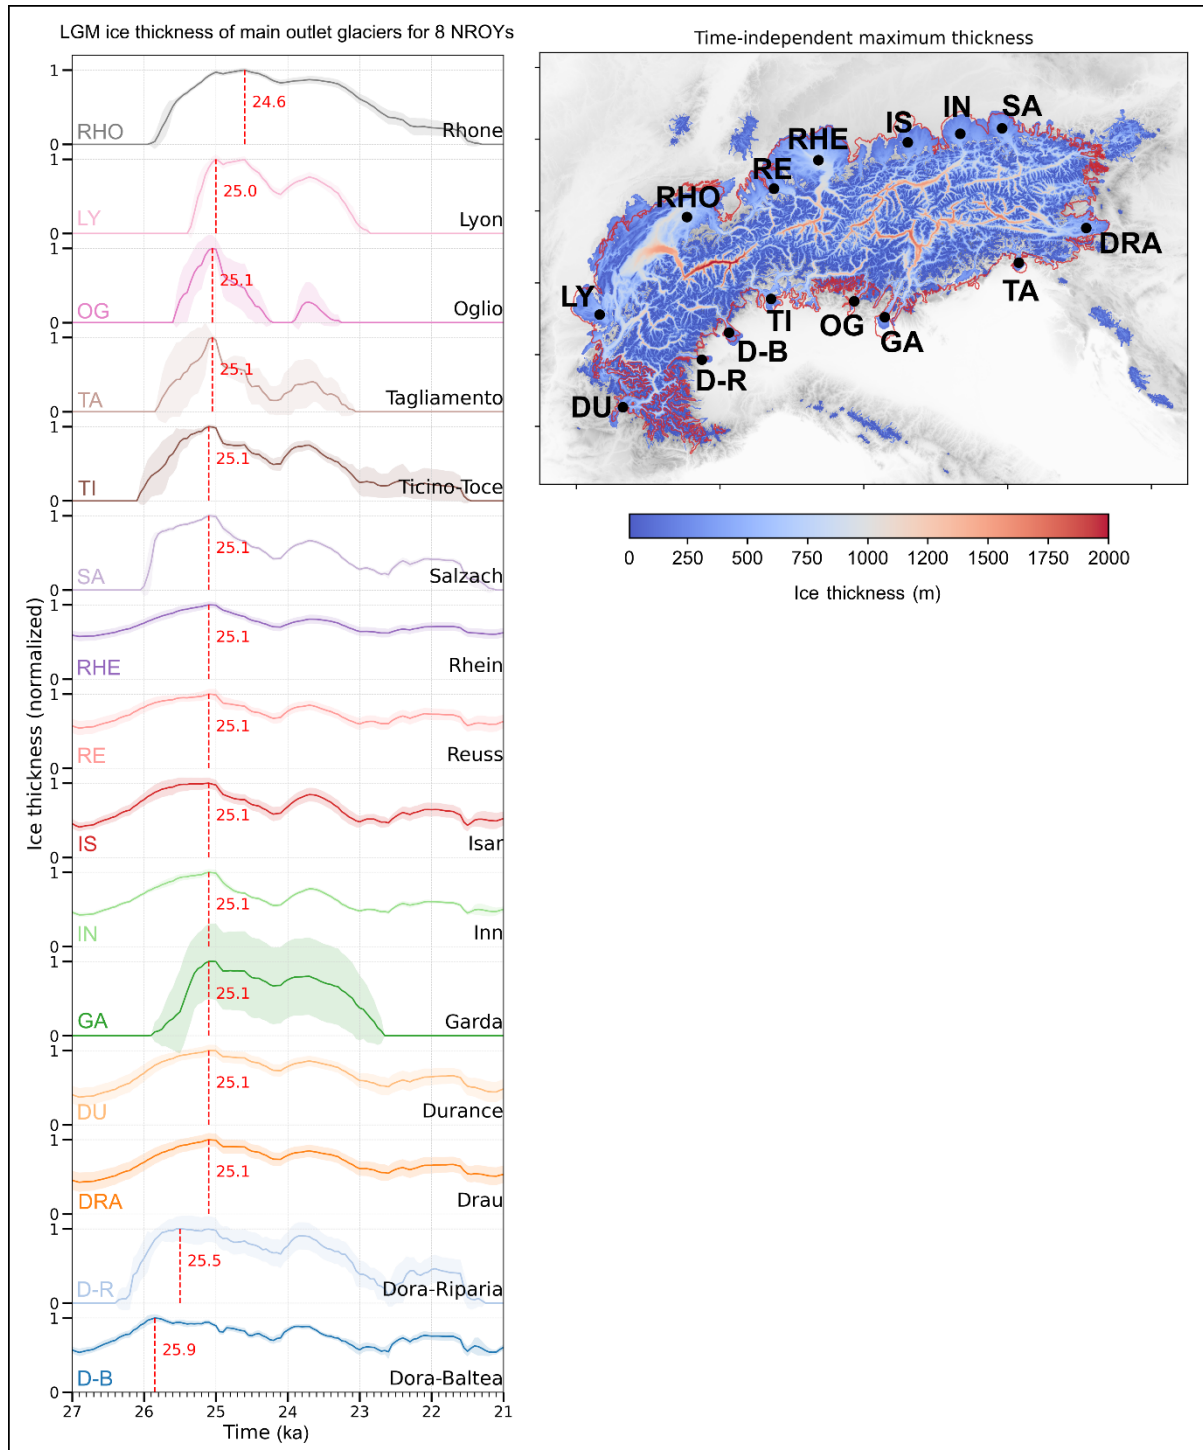 LGM ice thickness of main outlet glaciers for 8 NROYs
1
24.6
RHO
Rhone
0
1
25.0
LY
Lyon
0
1
25.1
OG
Oglio
0
1
25.1
TA
Tagliamento
0
1
25.1
TI
Ticino-Toce
0
1
25.1
SA
Salzach
0
1
25.1
RHE
Rhein
0
1
25.1
RE
Reuss
0
1
25.1
IS
Isar
0
1
25.1
IN
Inn
0
1
25.1
GA
Garda
0
1
25.1
DU
Durance
0
1
25.1
DRA
Drau
0
1
25.5
D-R
Dora-Riparia
0
1
25.9
D-B
Dora-Baltea
0
27 26 25 24 23 22 21
Time (ka)
Ice thickness (normalized)
Time-independent maximum thickness
IS IN SA
RHE
RE
RHO
DRA
TA
LY
TI
OG
GA
D-B
D-R
DU
0 250 500 750 1000 1250 1500 1750 2000
Ice thickness (m)